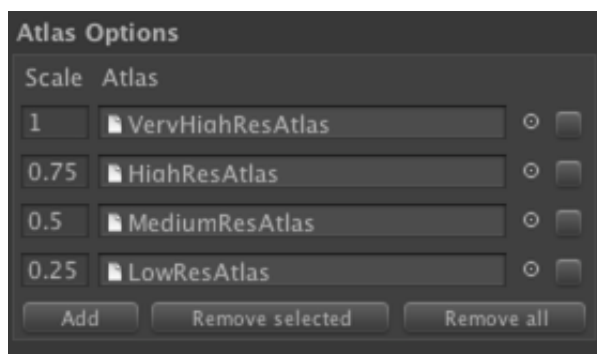 Atlas Options
Scale Atlas
1 VeryHighResAtlas
0.75 HighResAtlas
0.5 MediumResAtlas
0.25 LowResAtlas
Add Remove selected Remove all